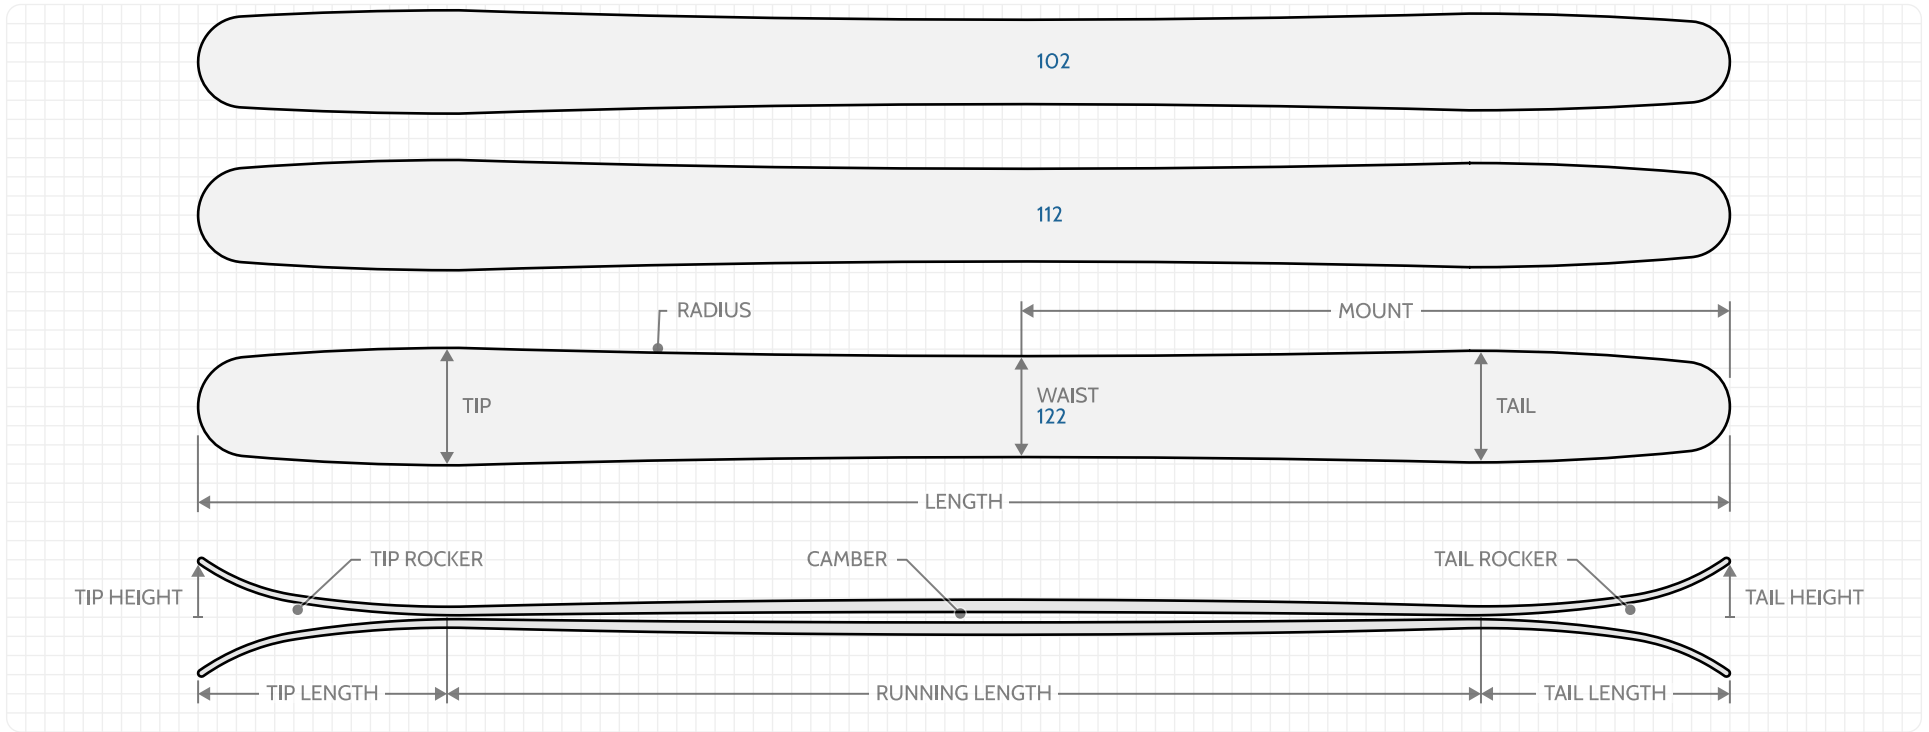 102
112
RADIUS
MOUNT
TIP
WAIST
122
TAIL
LENGTH
TIP ROCKER
CAMBER
TAIL ROCKER
TIP HEIGHT
TAIL HEIGHT
TIP LENGTH
RUNNING LENGTH
TAIL LENGTH